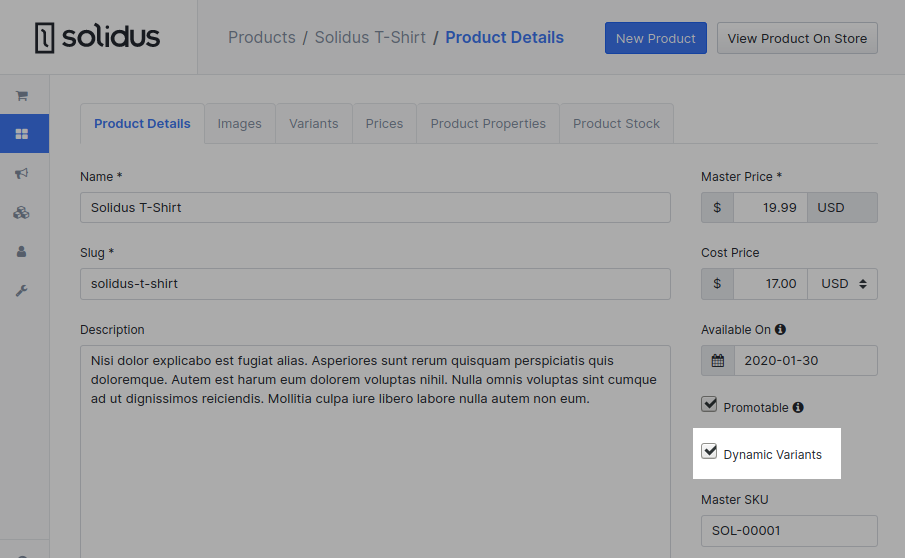 solidus
Products / Solidus T-Shirt / Product Details
New Product
View Product On Store
Product Details
Images
Variants
Prices
Product Properties
Product Stock
Name *
Solidus T-Shirt
Slug *
solidus-t-shirt
Description
Nisi dolor explicabo est fugiat alias. Asperiores sunt rerum quisquam perspiciatis quis
doloremque. Autem est harum eum dolorem voluptas nihil. Nulla omnis voluptas sint cumque
ad ut dignissimos reiciendis. Mollitia culpa iure libero labore nulla autem non eum.
Master Price *
$ 19.99 USD
Cost Price
$ 17.00 USD
Available On
2020-01-30
Promotable
Dynamic Variants
Master SKU
SOL-00001